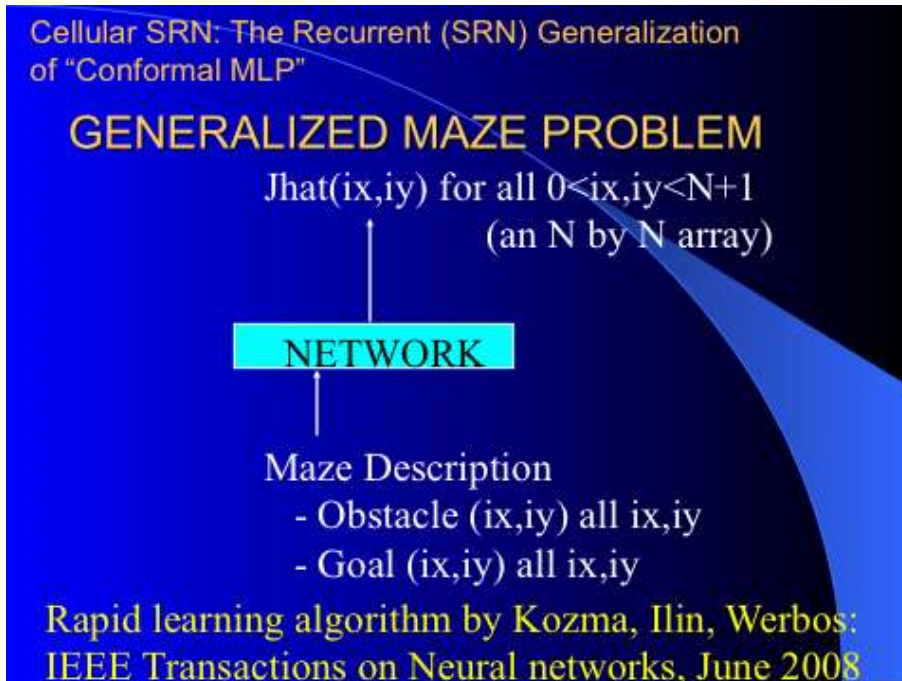 Cellular SRN: The Recurrent (SRN) Generalization
of “Conformal MLP”
GENERALIZED MAZE PROBLEM
Jhat(ix,iy) for all 0<ix,iy<N+1
(an N by N array)
NETWORK
Maze Description
- Obstacle (ix,iy) all ix,iy
- Goal (ix,iy) all ix,iy
Rapid learning algorithm by Kozma, Ilin, Werbos:
IEEE Transactions on Neural networks, June 2008